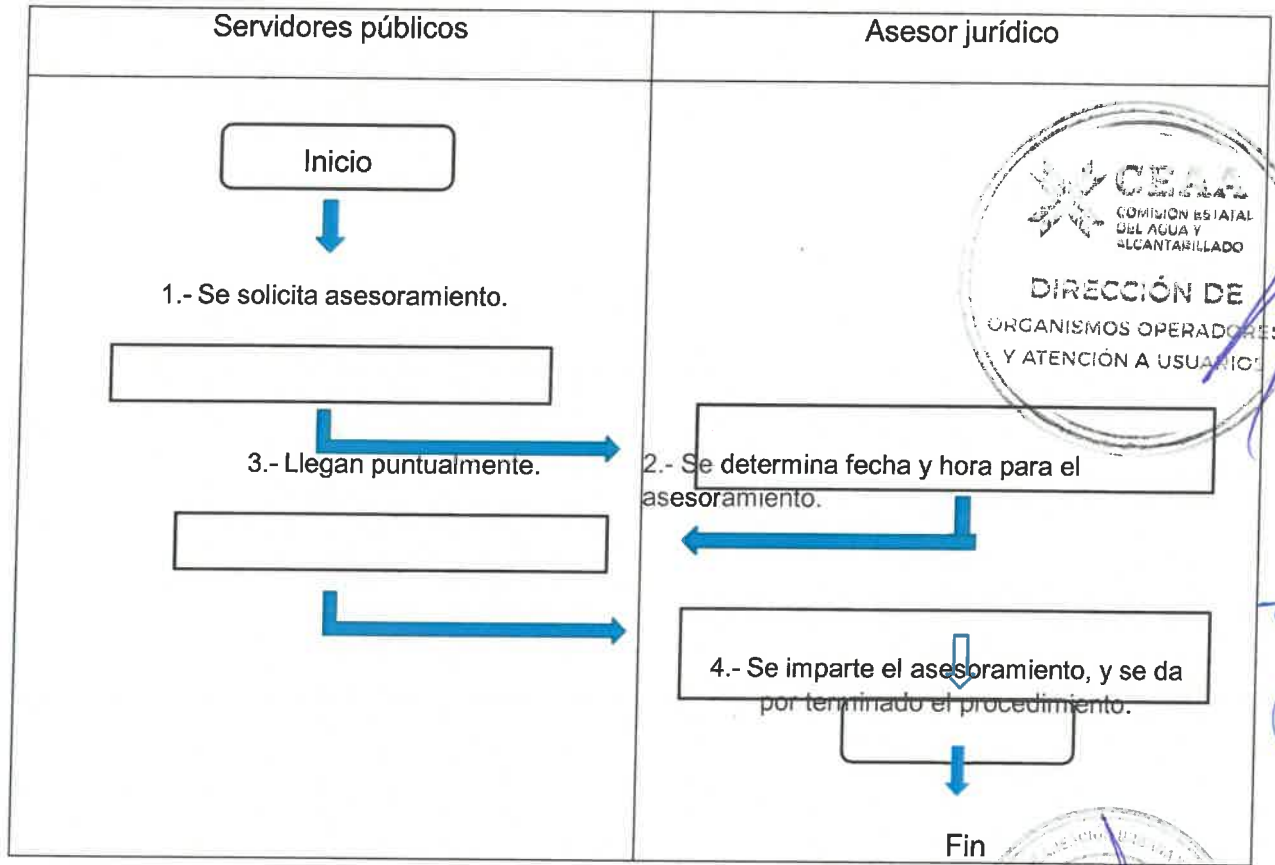 Servidores públicos
Asesor jurídico
Inicio
1.- Se solicita asesoramiento.
CEAA
COMISIÓN ESTATAL
DEL AGUA Y
ALCANTARILLADO
DIRECCIÓN DE
ORGANISMOS OPERADORES
Y ATENCIÓN A USUARIOS
3.- Llegan puntualmente.
2.- Se determina fecha y hora para el
asesoramiento.
4.- Se imparte el asesoramiento, y se da
por terminado el procedimiento.
Fin